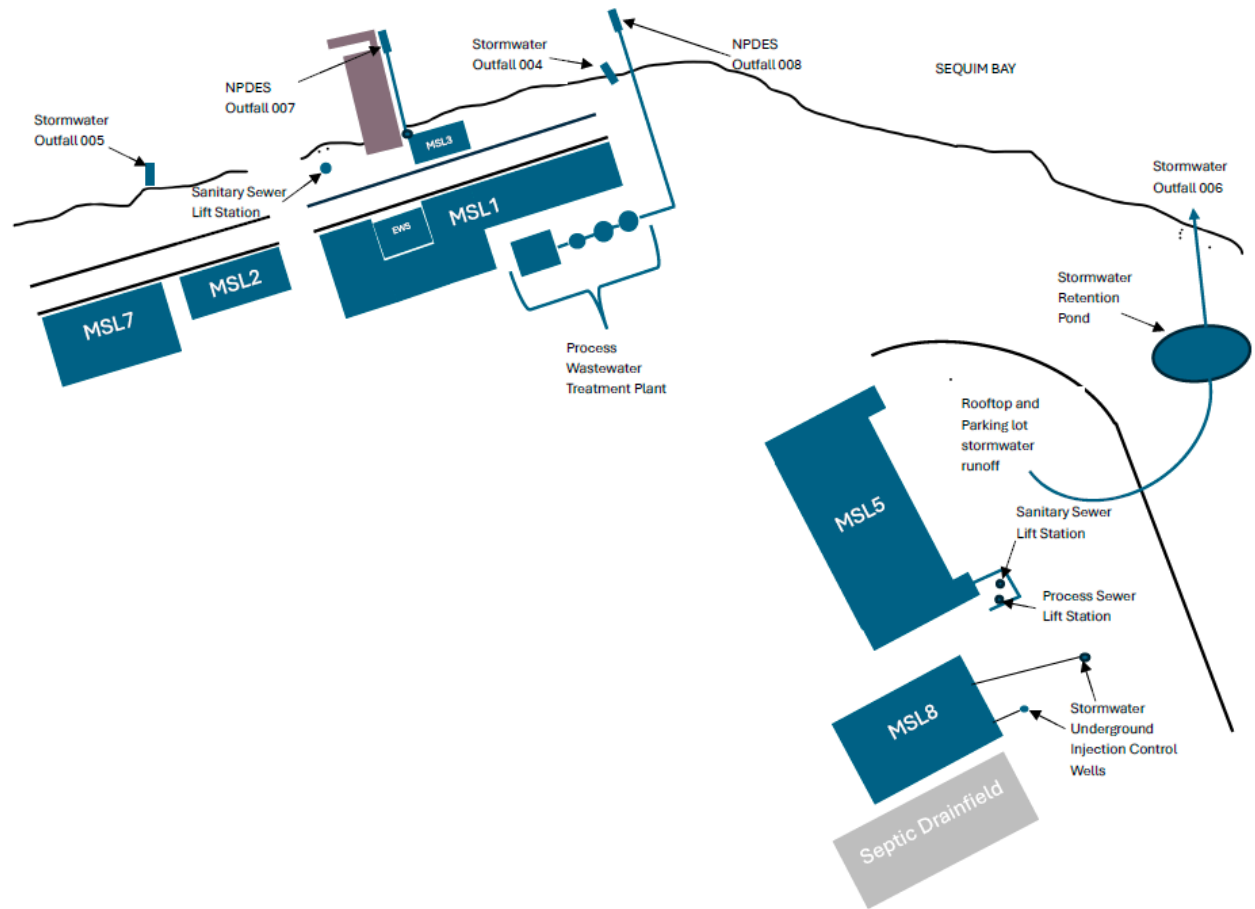 Stormwater
Outfall 004
NPDES
Outfall 008
SEQUIM BAY
NPDES
Outfall 007
Stormwater
Outfall 005
MSL3
Sanitary Sewer
Lift Station
Stormwater
Outfall 006
MSL1
EWS
MSL2
MSL7
Stormwater
Retention
Pond
Process
Wastewater
Treatment Plant
Rooftop and
Parking lot
stormwater
runoff
MSL5
Sanitary Sewer
Lift Station
Process Sewer
Lift Station
MSL8
Stormwater
Underground
Injection Control
Wells
Septic Drainfield